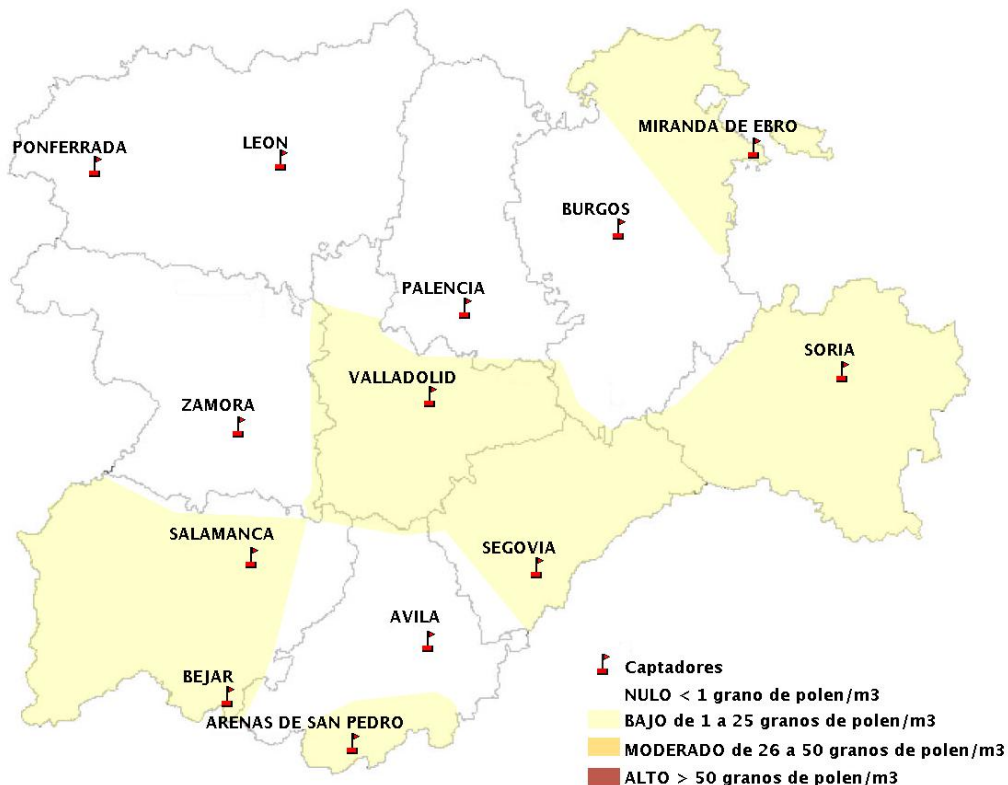 MIRANDA DE EBRO
PONFERRADA
LEON
BURGOS
PALENCIA
SORIA
VALLADOLID
ZAMORA
SALAMANCA
SEGOVIA
AVILA
BEJAR
ARENAS DE SAN PEDRO
Captadores
NULO < 1 grano de polen/m3
BAJO de 1 a 25 granos de polen/m3
MODERADO de 26 a 50 granos de polen/m3
ALTO > 50 granos de polen/m3